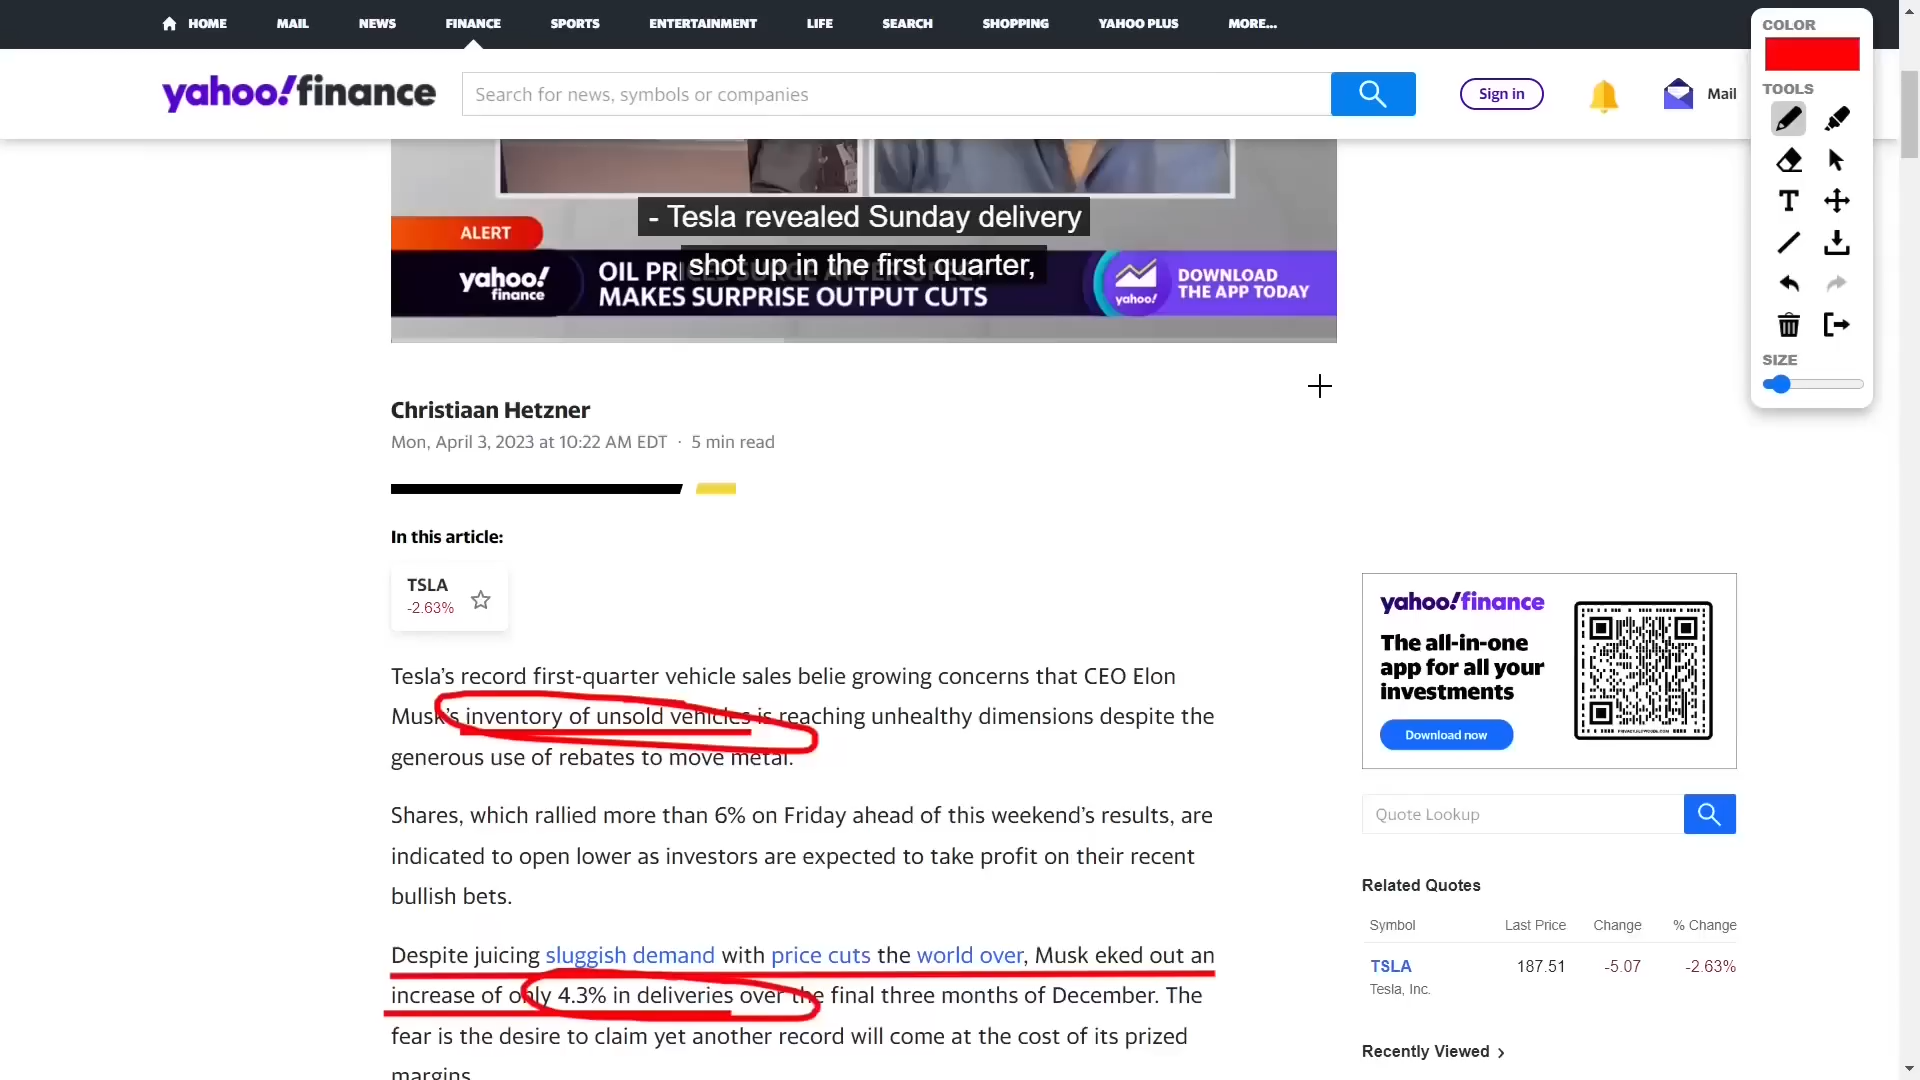 HOME MAIL NEWS FINANCE SPORTS ENTERTAINMENT LIFE SEARCH SHOPPING YAHOO PLUS MORE...
yahoo!finance
Search for news, symbols or companies
Sign in
Mail
COLOR
TOOLS
T
SIZE
- Tesla revealed Sunday delivery
shot up in the first quarter,
ALERT
yahoo!
finance
OIL PRICES SURGE AFTER
MAKES SURPRISE OUTPUT CUTS
yahoo!
DOWNLOAD
THE APP TODAY
Christiaan Hetzner
Mon, April 3, 2023 at 10:22 AM EDT · 5 min read
In this article:
TSLA
-2.63%
Tesla’s record first-quarter vehicle sales belie growing concerns that CEO Elon
Musk’s inventory of unsold vehicles is reaching unhealthy dimensions despite the
generous use of rebates to move metal.
Shares, which rallied more than 6% on Friday ahead of this weekend’s results, are
indicated to open lower as investors are expected to take profit on their recent
bullish bets.
Despite juicing sluggish demand with price cuts the world over, Musk eked out an
increase of only 4.3% in deliveries over the final three months of December. The
fear is the desire to claim yet another record will come at the cost of its prized
margins.
yahoo!finance
The all-in-one
app for all your
investments
Download now
Quote Lookup
Related Quotes
Symbol Last Price Change % Change
TSLA 187.51 -5.07 -2.63%
Tesla, Inc.
Recently Viewed